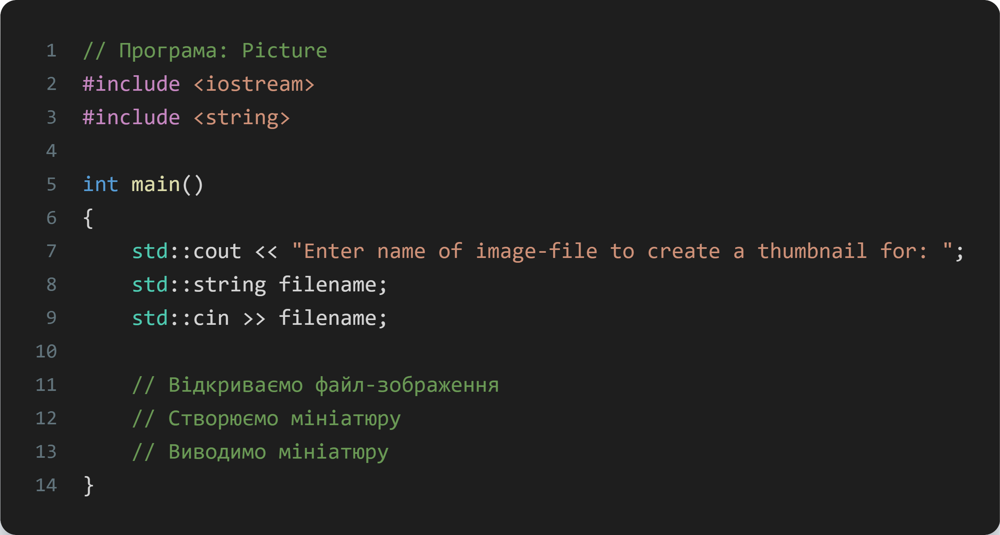 1 // Програма: Picture
2 #include <iostream>
3 #include <string>
4
5 int main()
6 {
7     std::cout << "Enter name of image-file to create a thumbnail for: ";
8     std::string filename;
9     std::cin >> filename;
10
11     // Відкриваємо файл-зображення
12     // Створюємо мініатюру
13     // Виводимо мініатюру
14 }